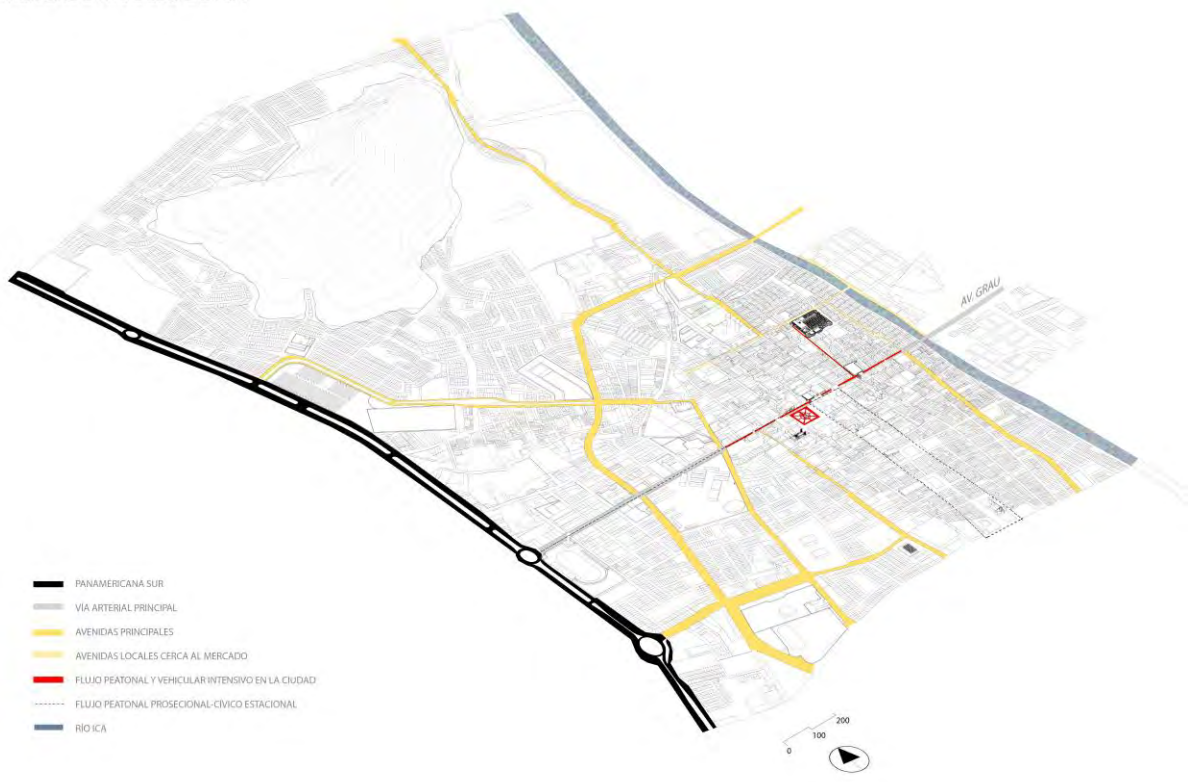 AV. GRAU
PANAMERICANA SUR
VÍA ARTERIAL PRINCIPAL
AVENIDAS PRINCIPALES
AVENIDAS LOCALES CERCA AL MERCADO
FLUJO PEATONAL Y VEHICULAR INTENSIVO EN LA CIUDAD
FLUJO PEATONAL PROSECIONAL-CÍVICO ESTACIONAL
RÍO ICA
0 100 200